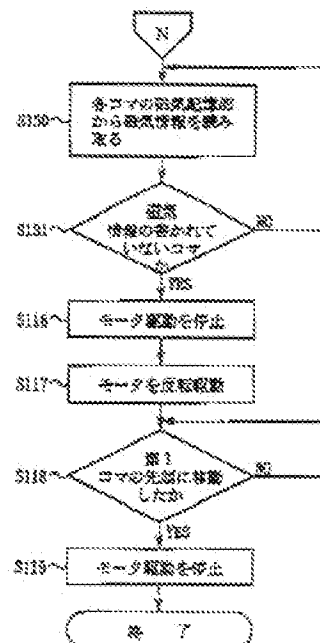 N
S130
各コマの磁気記憶部
から磁気情報を読み
取る
S131
磁気
情報の書かれて
いないコマ
か
NO
YES
S116
モータ駆動を停止
S117
モータを反転駆動
S118
第1
コマの先端に移動
したか
NO
YES
S119
モータ駆動を停止
終 了